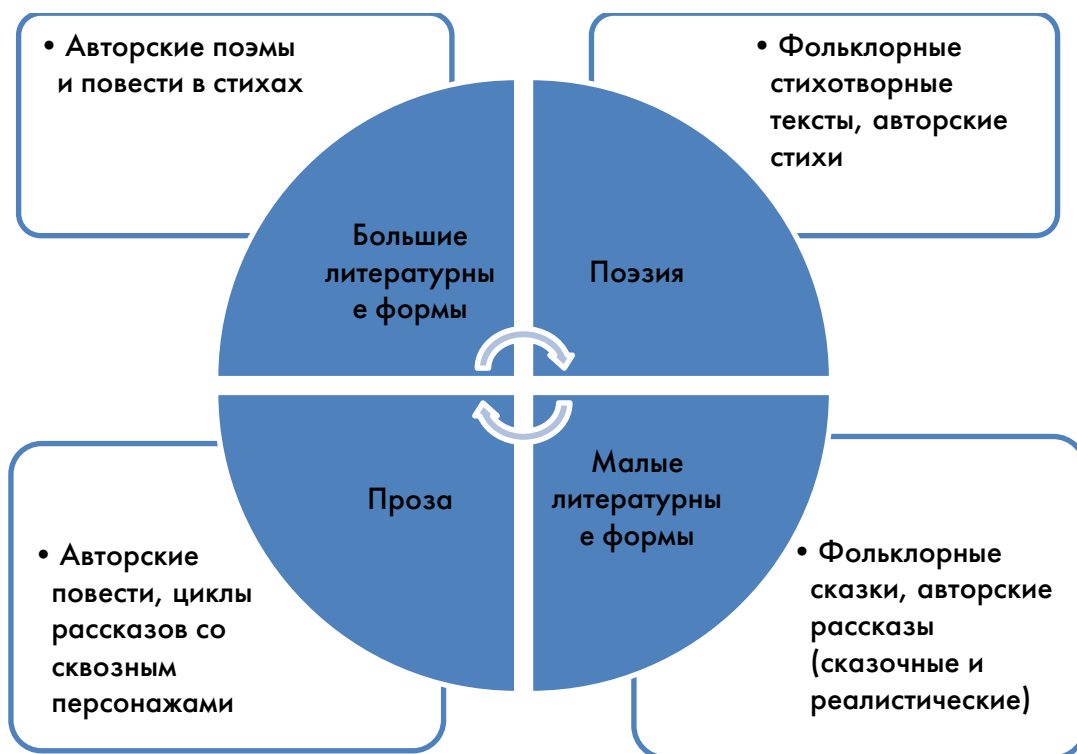 • Авторские поэмы
и повести в стихах
• Фольклорные
стихотворные
тексты, авторские
стихи
Большие
литературны
е формы
Поэзия
Проза
Малые
литературны
е формы
• Авторские
повести, циклы
рассказов со
сквозным
персонажами
• Фольклорные
сказки, авторские
рассказы
(сказочные и
реалистические)